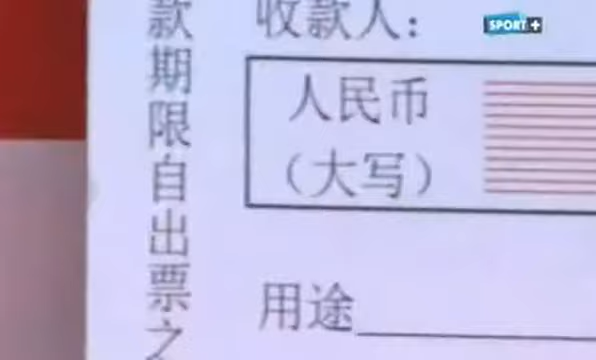 收款人：
SPORT+
人民币
（大写）
用途
款期限自出票之